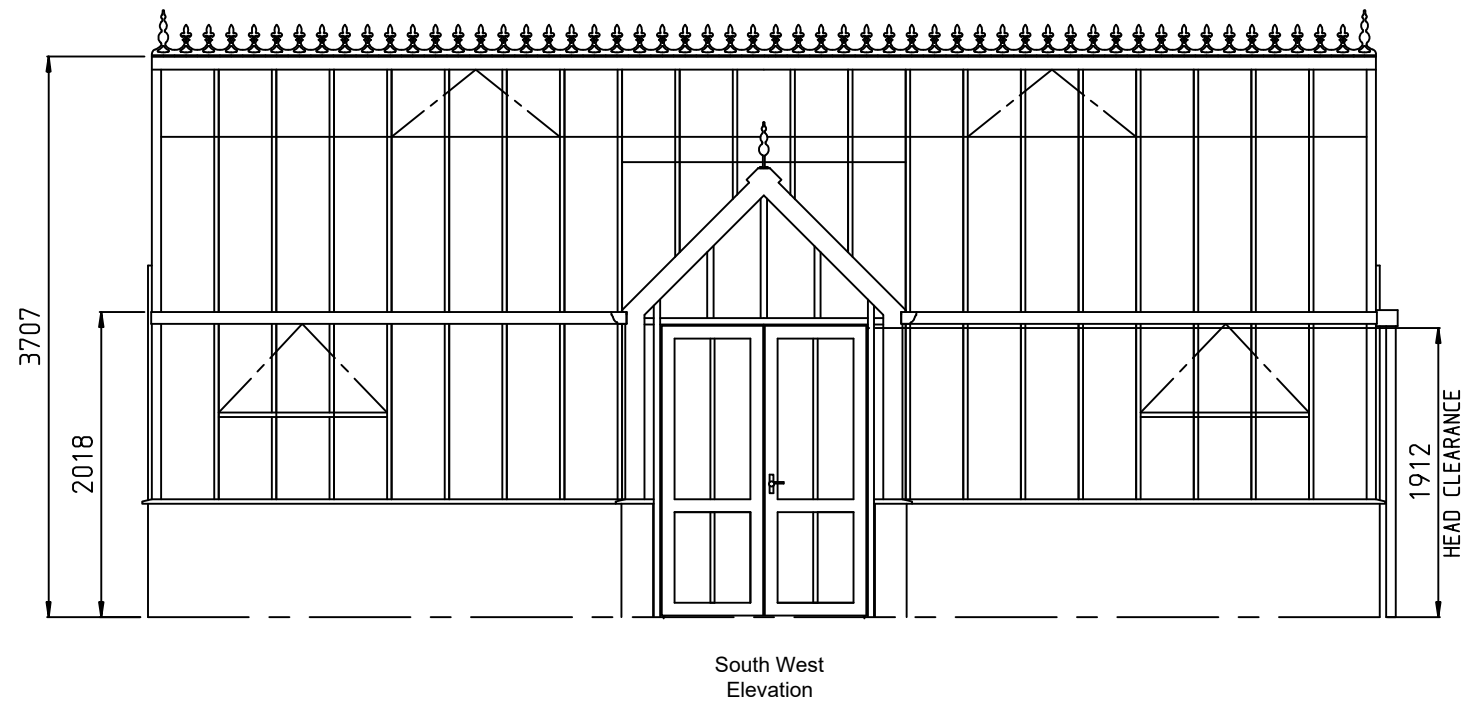 3707
2018
1912
HEAD CLEARANCE
South West
Elevation